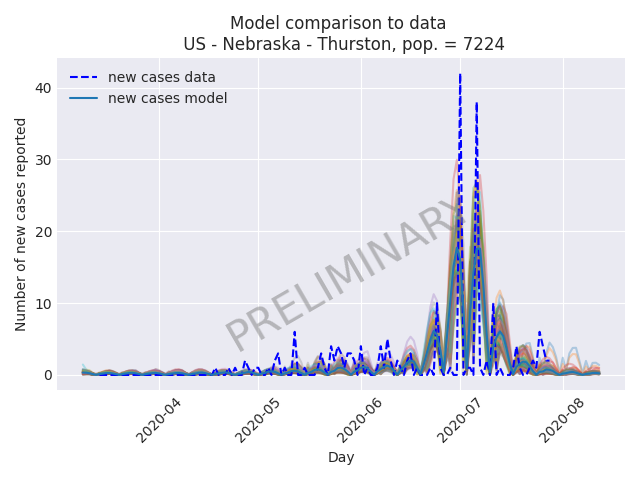 Model comparison to data
US - Nebraska - Thurston, pop. = 7224
new cases data
new cases model
Number of new cases reported
40
30
20
10
0
PRELIMINARY
2020-04
2020-05
2020-06
2020-07
2020-08
Day